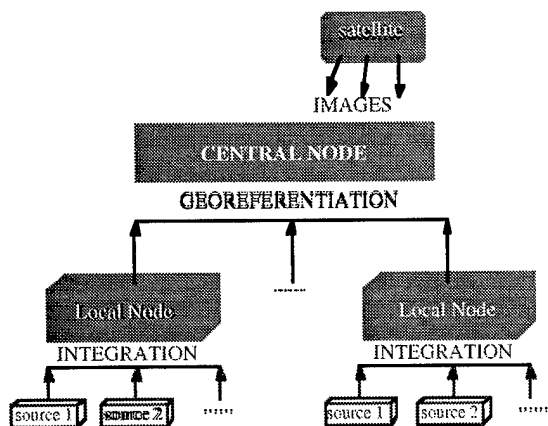 satellite
IMAGES
CENTRAL NODE
GEOREFERENTIATION
........
Local Node
Local Node
INTEGRATION
INTEGRATION
source 1 source 2 ........
source 1 source 2 ........